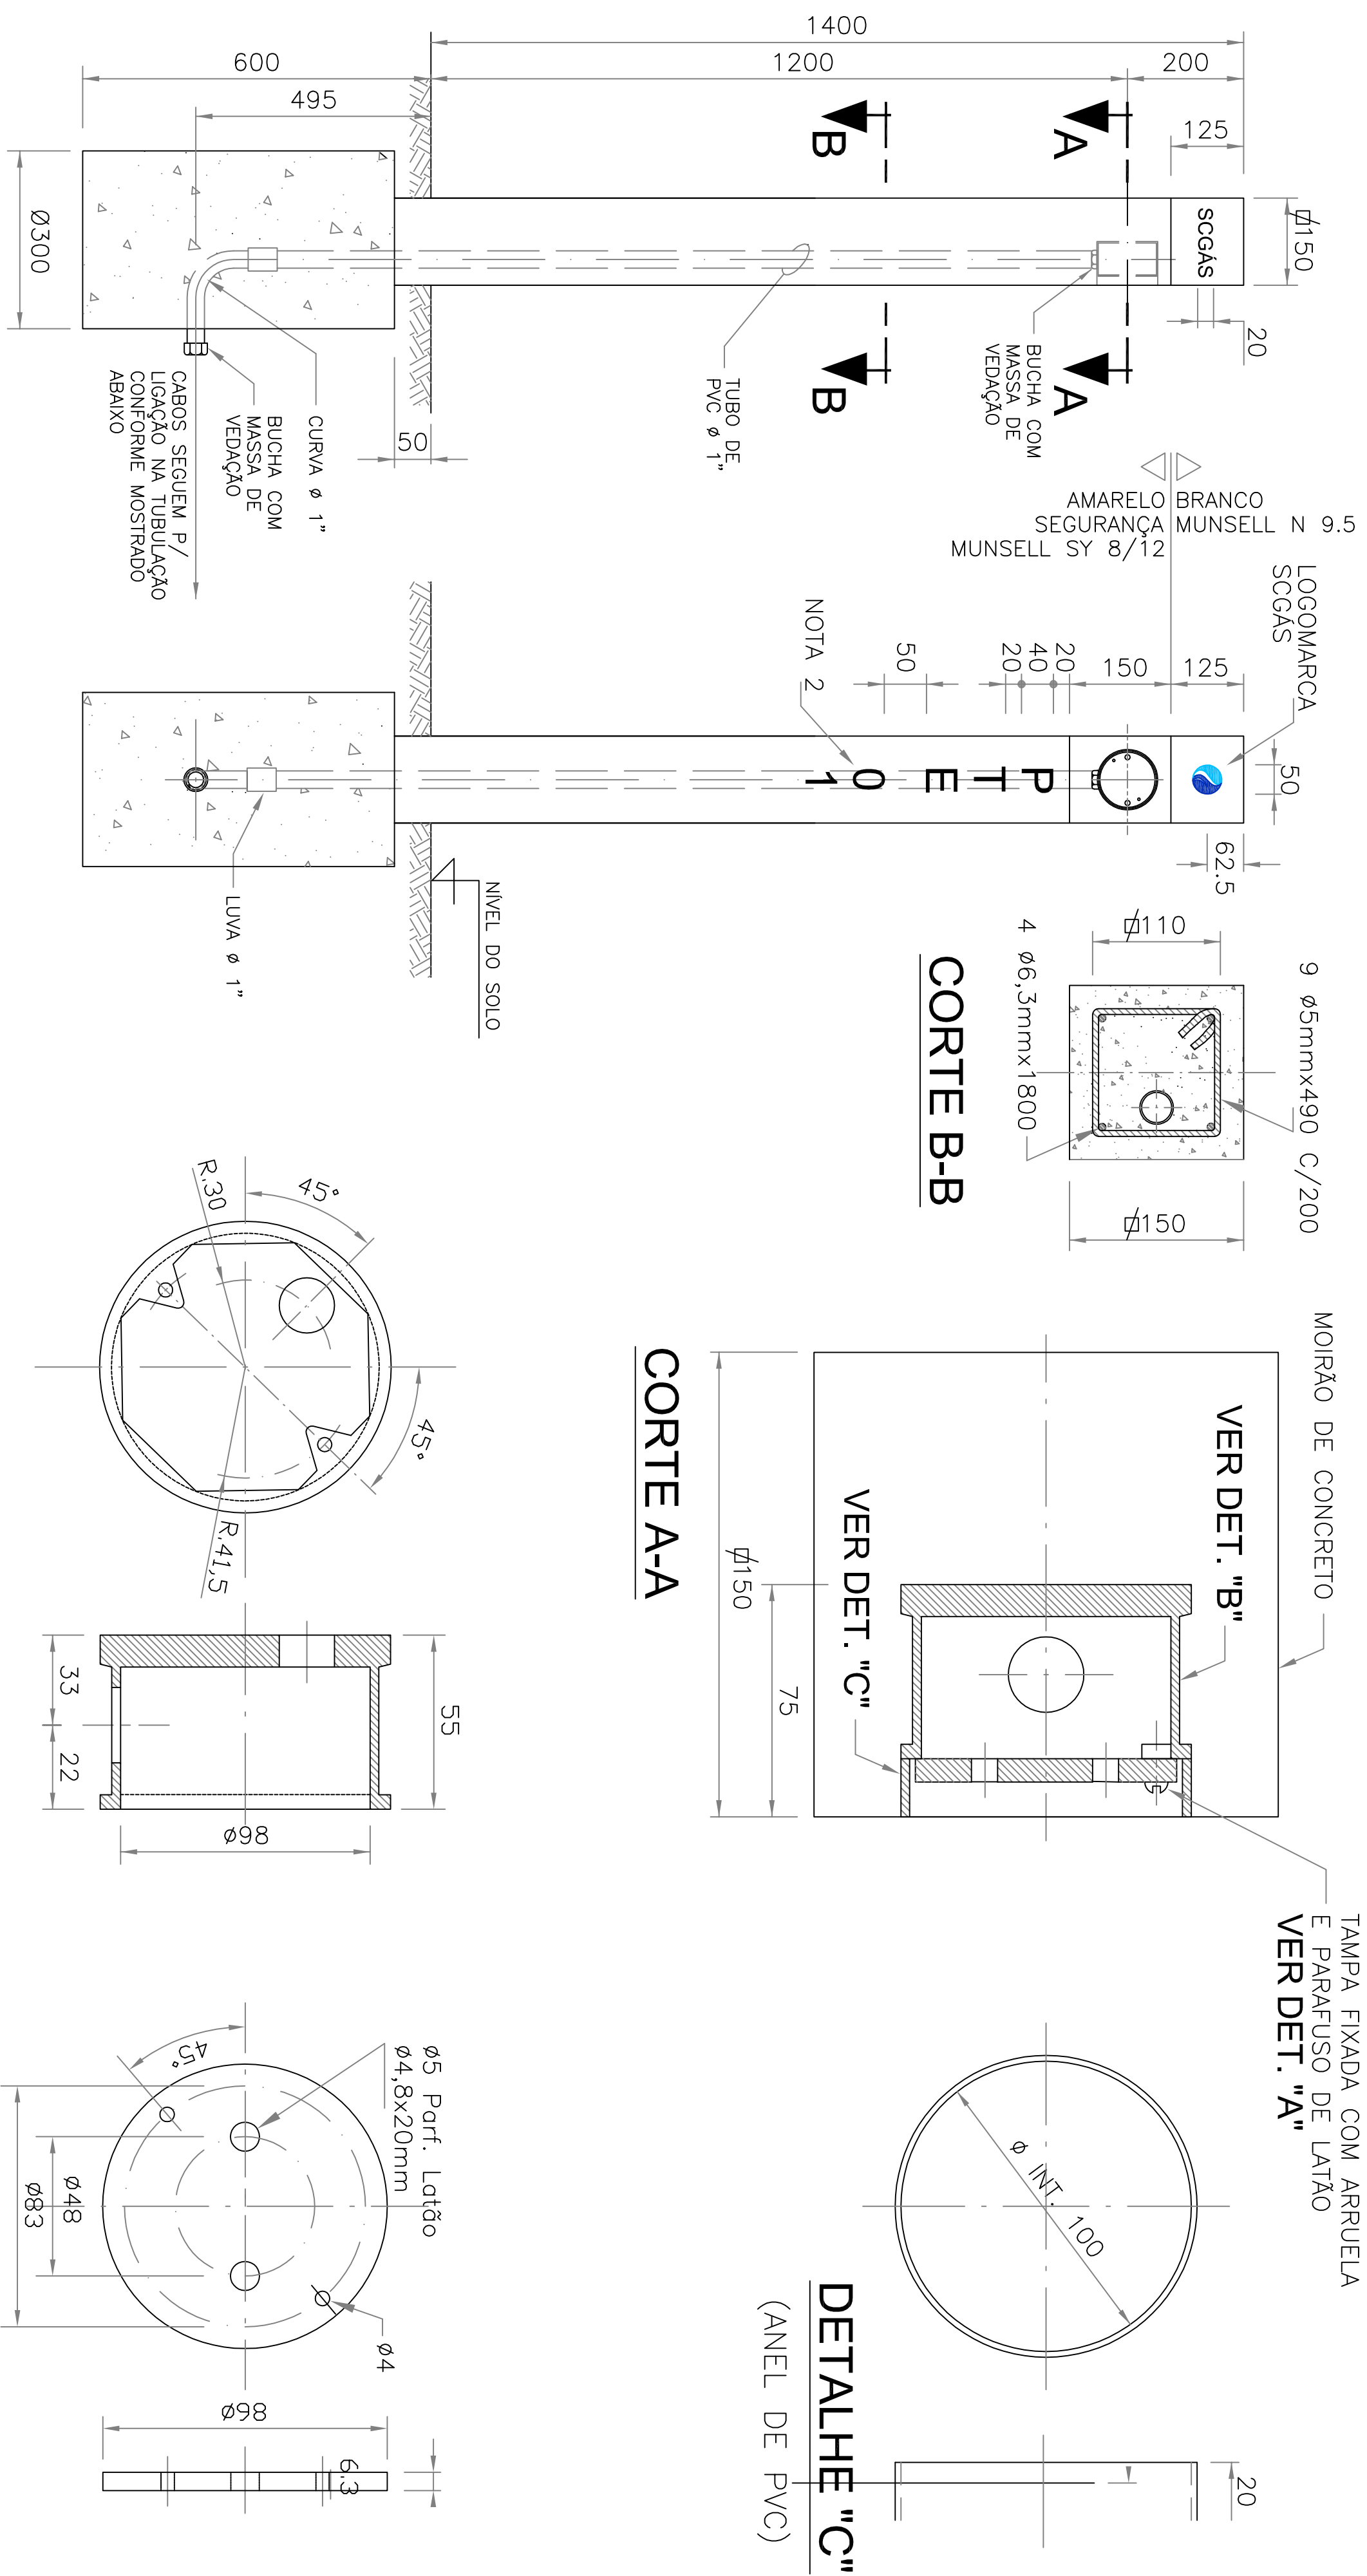 1400
600
1200
200
495
125
B
A
□150
Ø300
SCGÁS
20
B
A
BUCHA COM
MASSA DE
VEDAÇÃO
TUBO DE
PVC ø 1"
50
CURVA ø 1"
BUCHA COM
MASSA DE
VEDAÇÃO
CABOS SEGUEM P/
LIGAÇÃO NA TUBULAÇÃO
CONFORME MOSTRADO
ABAIXO
AMARELO
SEGURANÇA
MUNSELL SY 8/12
BRANCO
MUNSELL N 9.5
LOGOMARCA
SCGÁS
NOTA 2
50
20
40
20
150
125
50
62.5
P
T
E
0
1
LUVA ø 1"
NÍVEL DO SOLO
□110
9 ø5mmx490 C/200
4 ø6,3mmx1800
□150
CORTE B-B
MOIRÃO DE CONCRETO
VER DET. "B"
VER DET. "C"
□150
75
CORTE A-A
TAMPA FIXADA COM ARRUELA
E PARAFUSO DE LATÃO
VER DET. "A"
45°
R.30
45°
R.41,5
33
22
55
ø98
ø INT. 100
20
DETALHE "C"
(ANEL DE PVC)
45°
ø5 Parf. Latão
ø4,8x20mm
ø48
ø83
ø4
ø98
6.3